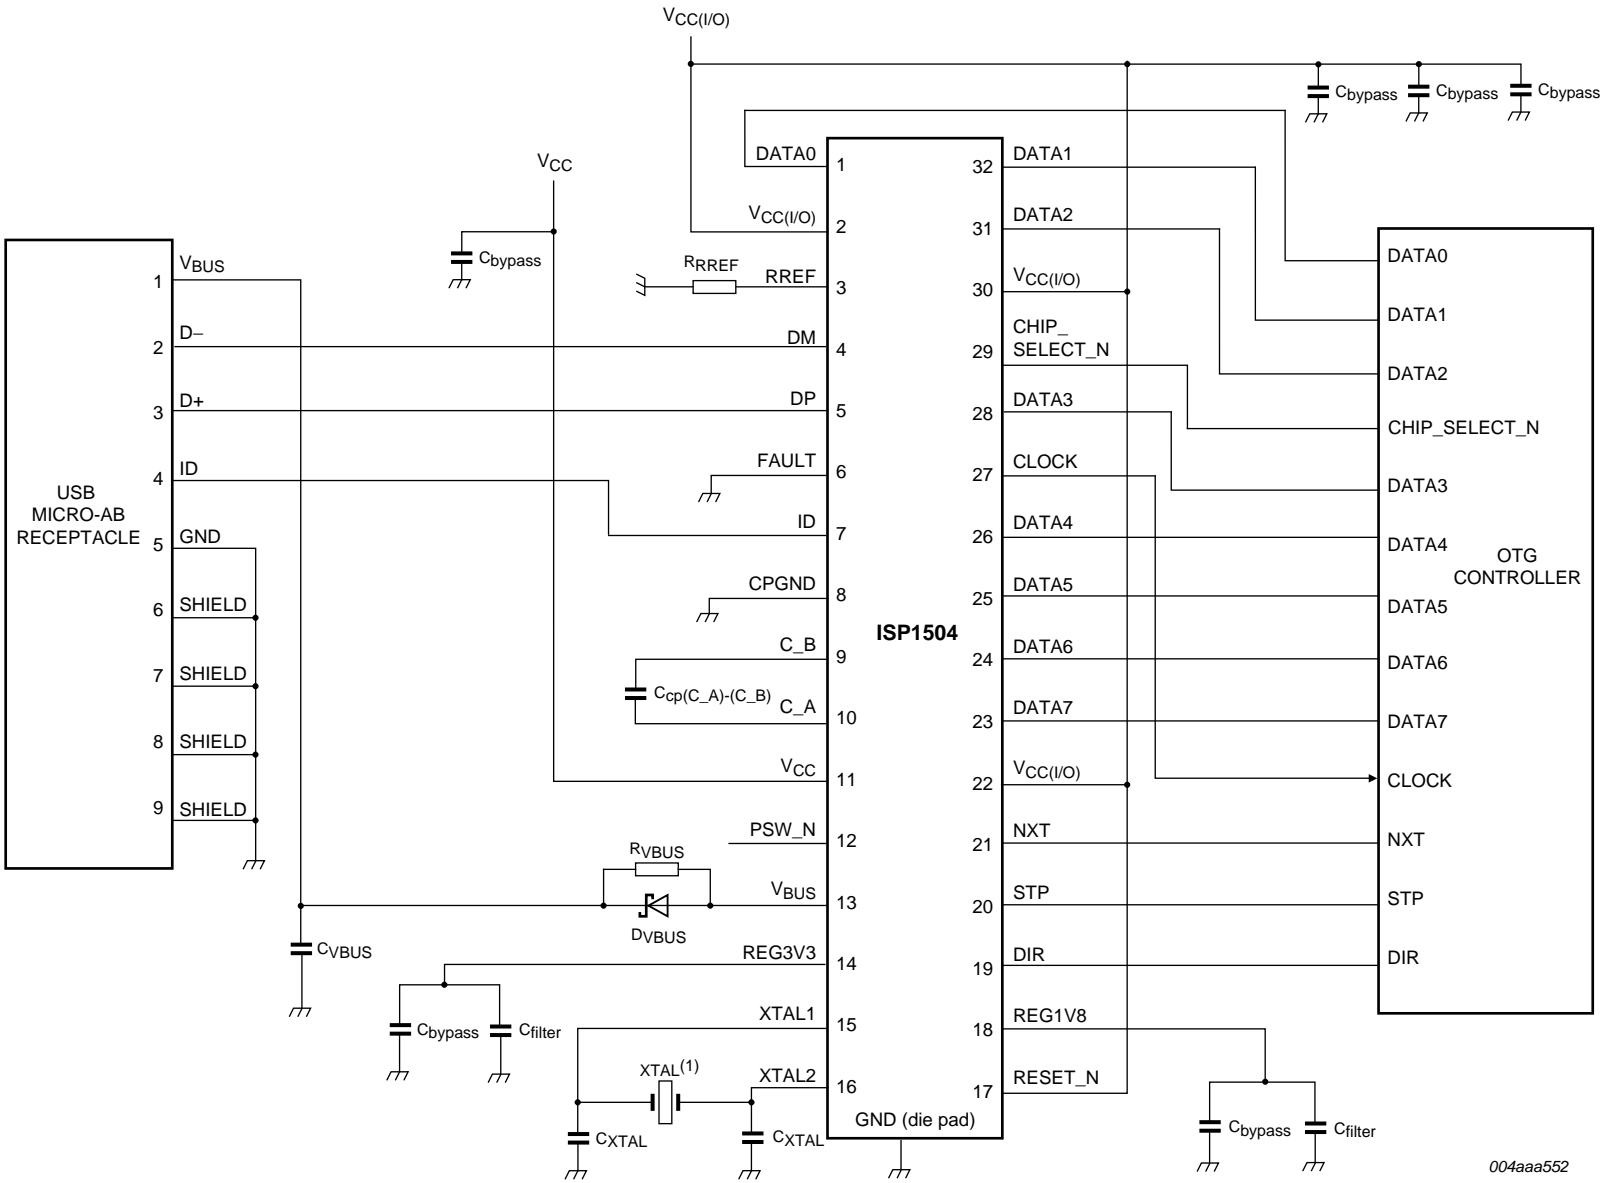 VCC(I/O)
Cbypass
Cbypass
Cbypass
VCC
Cbypass
USB
MICRO-AB
RECEPTACLE
1 VBUS
2 D−
3 D+
4 ID
5 GND
6 SHIELD
7 SHIELD
8 SHIELD
9 SHIELD
CVBUS
RRREF
Ccp(C_A)-(C_B)
RVBUS
DVBUS
Cbypass
Cfilter
XTAL(1)
CXTAL
CXTAL
DATA0 1
VCC(I/O) 2
RREF 3
DM 4
DP 5
FAULT 6
ID 7
CPGND 8
C_B 9
C_A 10
VCC 11
PSW_N 12
VBUS 13
REG3V3 14
XTAL1 15
XTAL2 16
ISP1504
GND (die pad)
32 DATA1
31 DATA2
30 VCC(I/O)
29 CHIP_
SELECT_N
28 DATA3
27 CLOCK
26 DATA4
25 DATA5
24 DATA6
23 DATA7
22 VCC(I/O)
21 NXT
20 STP
19 DIR
18 REG1V8
17 RESET_N
Cbypass
Cfilter
DATA0
DATA1
DATA2
CHIP_SELECT_N
DATA3
DATA4
OTG
CONTROLLER
DATA5
DATA6
DATA7
CLOCK
NXT
STP
DIR
004aaa552